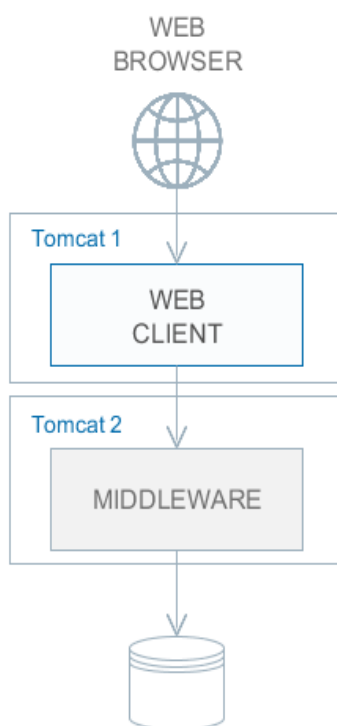 WEB
BROWSER
Tomcat 1
WEB
CLIENT
Tomcat 2
MIDDLEWARE